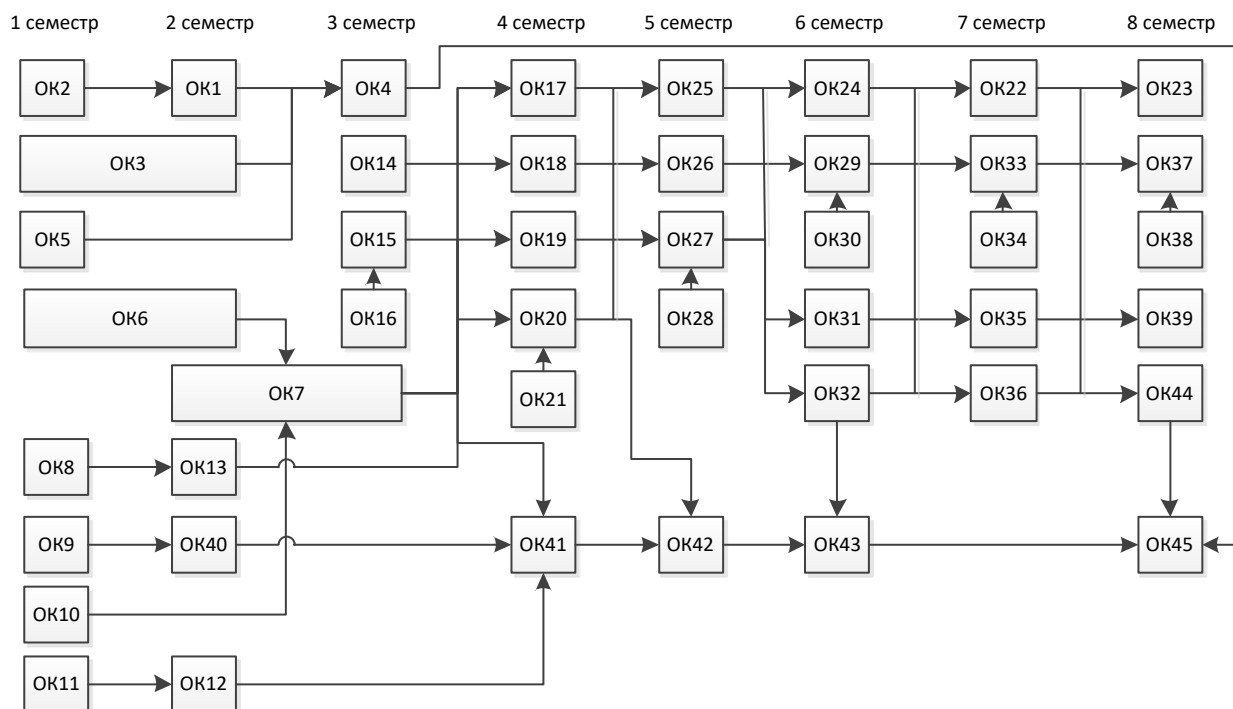 1 семестр 2 семестр 3 семестр 4 семестр 5 семестр 6 семестр 7 семестр 8 семестр
ОК2 ОК1 ОК4 ОК17 ОК25 ОК24 ОК22 ОК23
ОК3 ОК14 ОК18 ОК26 ОК29 ОК33 ОК37
ОК5 ОК15 ОК19 ОК27 ОК30 ОК34 ОК38
ОК6 ОК16 ОК20 ОК28 ОК31 ОК35 ОК39
ОК7 ОК21 ОК32 ОК36 ОК44
ОК8 ОК13
ОК9 ОК40 ОК41 ОК42 ОК43 ОК45
ОК10
ОК11 ОК12